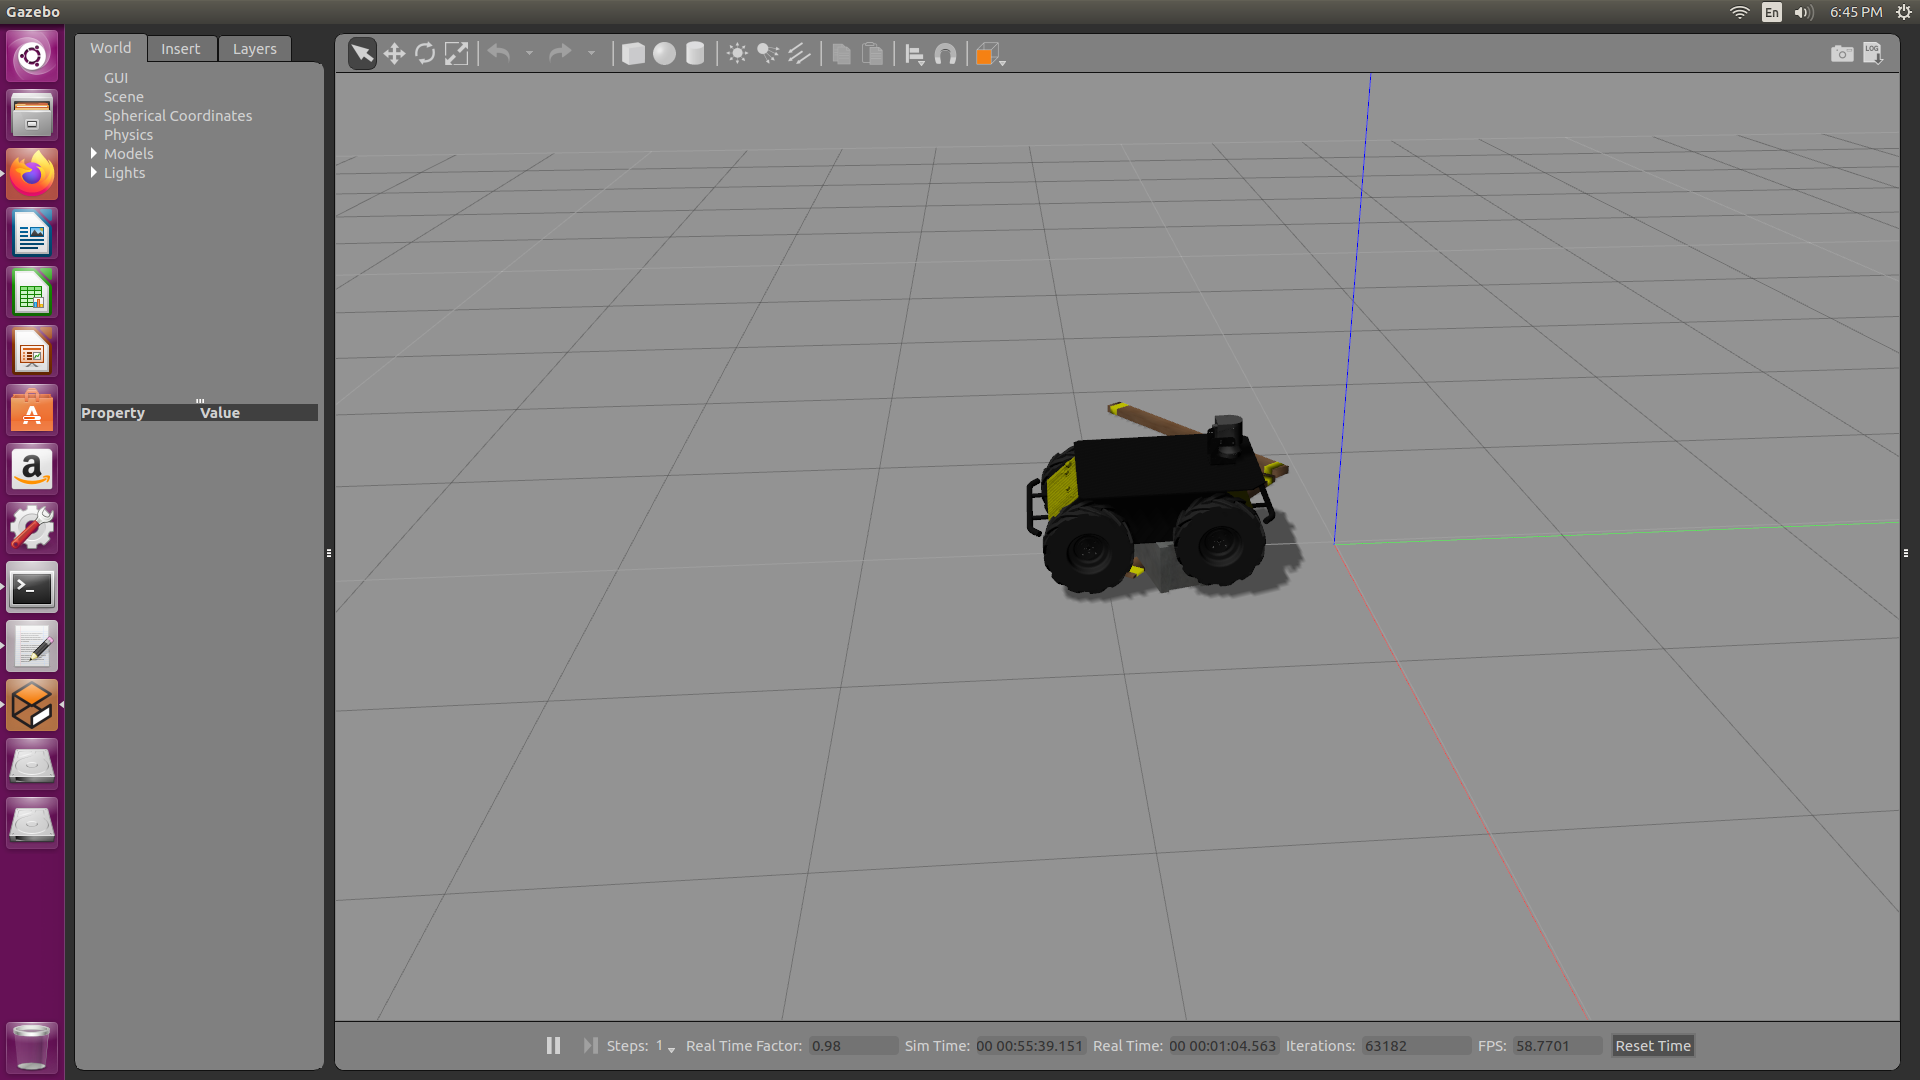 Gazebo
En
6:45 PM
World Insert Layers
LOG
GUI
Scene
Spherical Coordinates
Physics
Models
Lights
Property Value
Steps: 1 Real Time Factor: 0.98 Sim Time: 00 00:55:39.151 Real Time: 00 00:01:04.563 Iterations: 63182 FPS: 58.7701 Reset Time